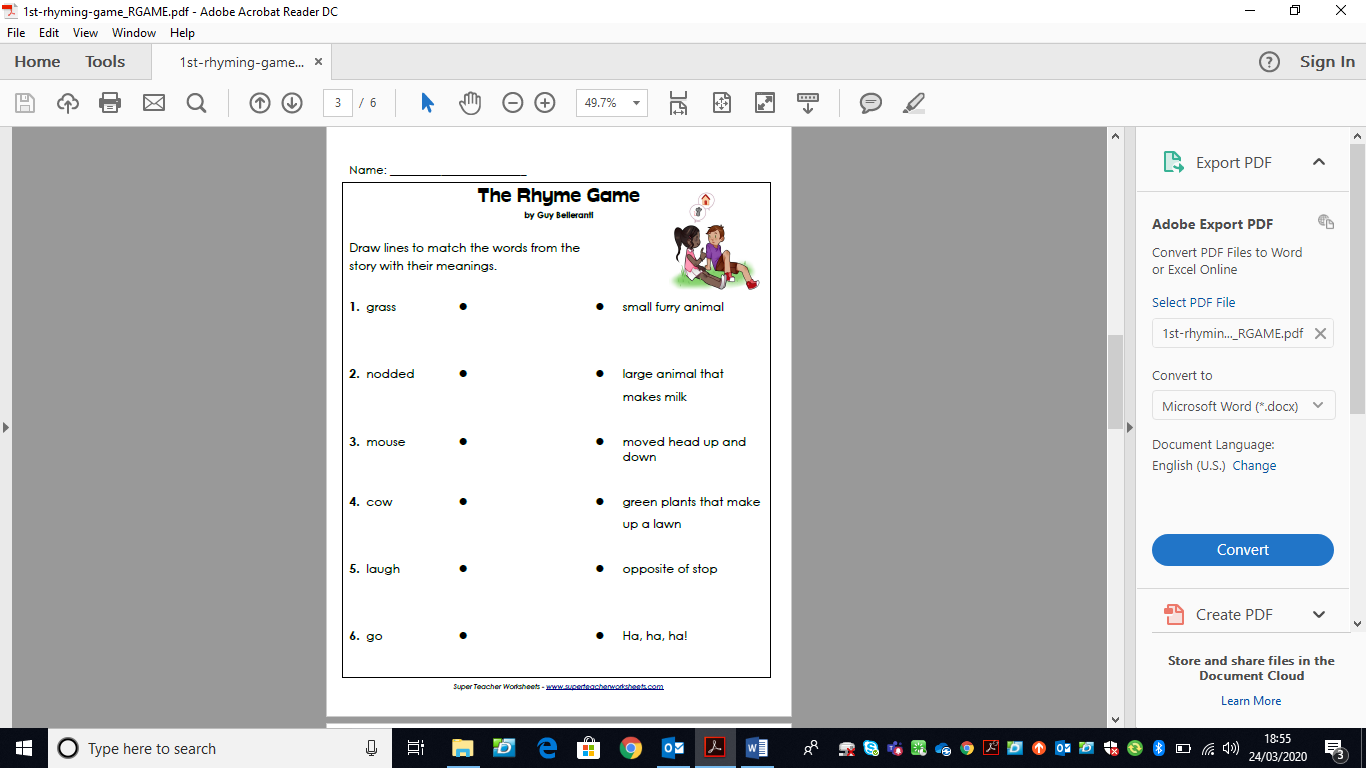 1st-rhyming-game_RGAME.pdf - Adobe Acrobat Reader DC
File Edit View Window Help
Home Tools 1st-rhyming-game... × Sign In
3 / 6 49.7%
Name: ______________________
The Rhyme Game
by Guy Belleranti
Draw lines to match the words from the
story with their meanings.
1. grass ● ● small furry animal
2. nodded ● ● large animal that
makes milk
3. mouse ● ● moved head up and
down
4. cow ● ● green plants that make
up a lawn
5. laugh ● ● opposite of stop
6. go ● ● Ha, ha, ha!
Super Teacher Worksheets - www.superteacherworksheets.com
Export PDF
Adobe Export PDF
Convert PDF Files to Word
or Excel Online
Select PDF File
1st-rhymin..._RGAME.pdf
Convert to
Microsoft Word (*.docx)
Document Language:
English (U.S.) Change
Convert
Create PDF
Store and share files in the
Document Cloud
Learn More
Type here to search
18:55
24/03/2020
3